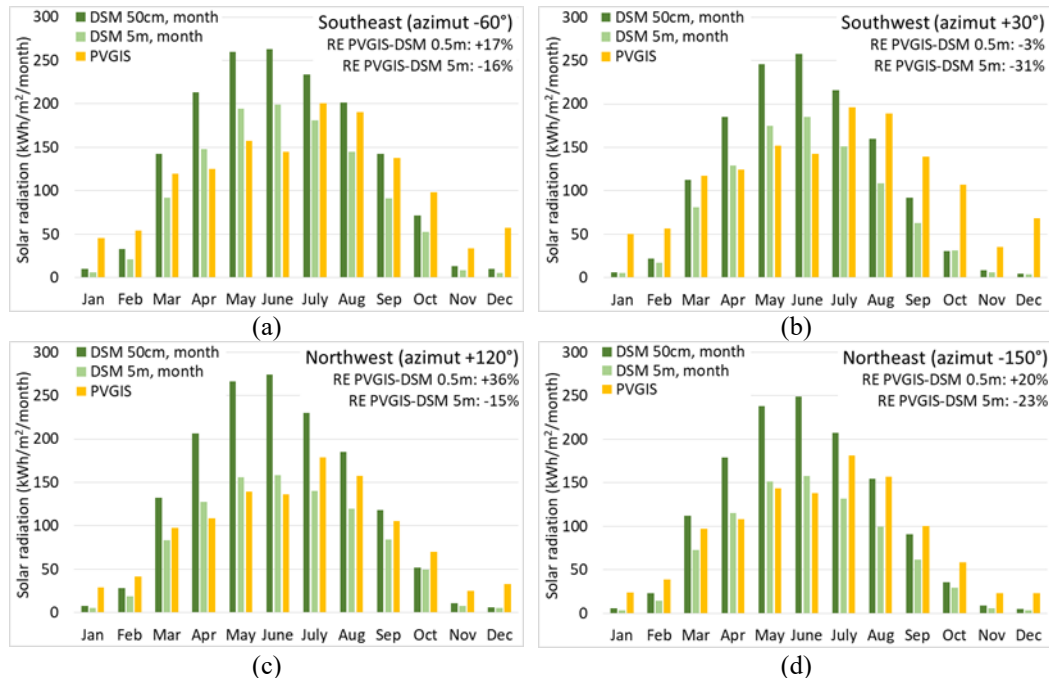 DSM 50cm, month
DSM 5m, month
PVGIS
Southeast (azimut -60°)
RE PVGIS-DSM 0.5m: +17%
RE PVGIS-DSM 5m: -16%
Solar radiation (kWh/m²/month)
300
250
200
150
100
50
0
Jan Feb Mar Apr May June July Aug Sep Oct Nov Dec
(a)
DSM 50cm, month
DSM 5m, month
PVGIS
Southwest (azimut +30°)
RE PVGIS-DSM 0.5m: -3%
RE PVGIS-DSM 5m: -31%
Solar radiation (kWh/m²/month)
300
250
200
150
100
50
0
Jan Feb Mar Apr May June July Aug Sep Oct Nov Dec
(b)
DSM 50cm, month
DSM 5m, month
PVGIS
Northwest (azimut +120°)
RE PVGIS-DSM 0.5m: +36%
RE PVGIS-DSM 5m: -15%
Solar radiation (kWh/m²/month)
300
250
200
150
100
50
0
Jan Feb Mar Apr May June July Aug Sep Oct Nov Dec
(c)
DSM 50cm, month
DSM 5m, month
PVGIS
Northeast (azimut -150°)
RE PVGIS-DSM 0.5m: +20%
RE PVGIS-DSM 5m: -23%
Solar radiation (kWh/m²/month)
300
250
200
150
100
50
0
Jan Feb Mar Apr May June July Aug Sep Oct Nov Dec
(d)